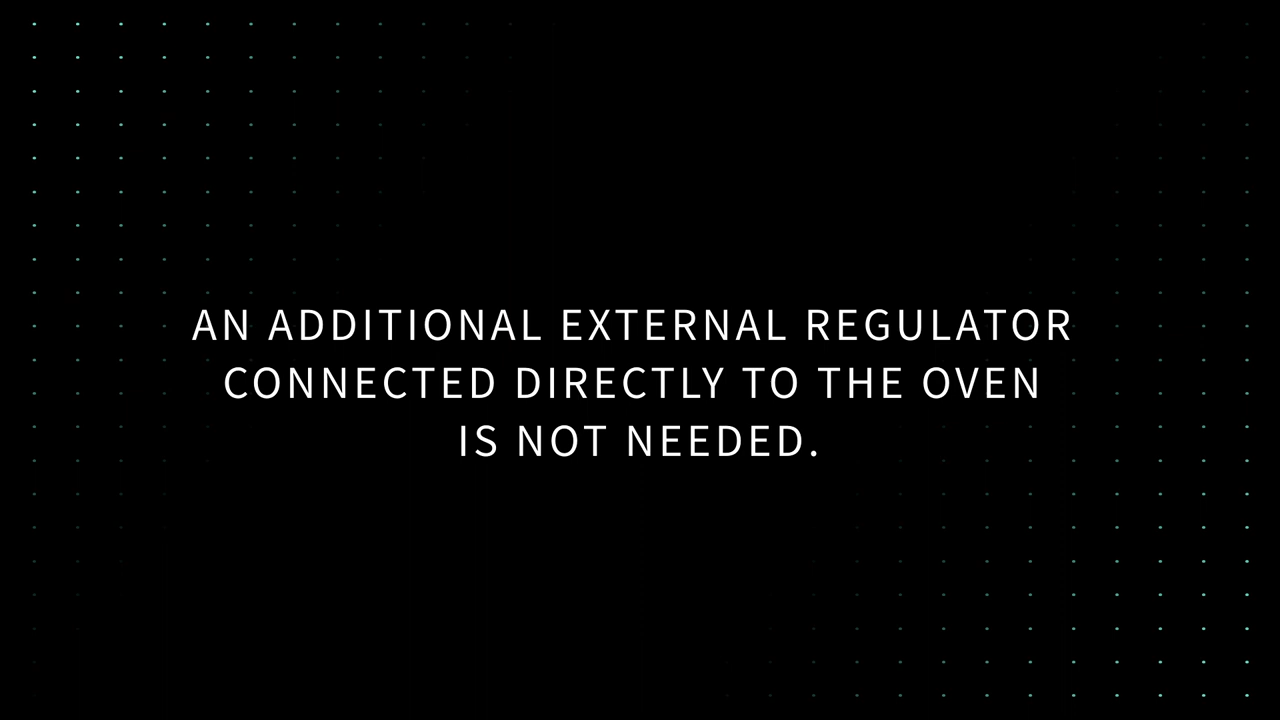 AN ADDITIONAL EXTERNAL REGULATOR
CONNECTED DIRECTLY TO THE OVEN
IS NOT NEEDED.